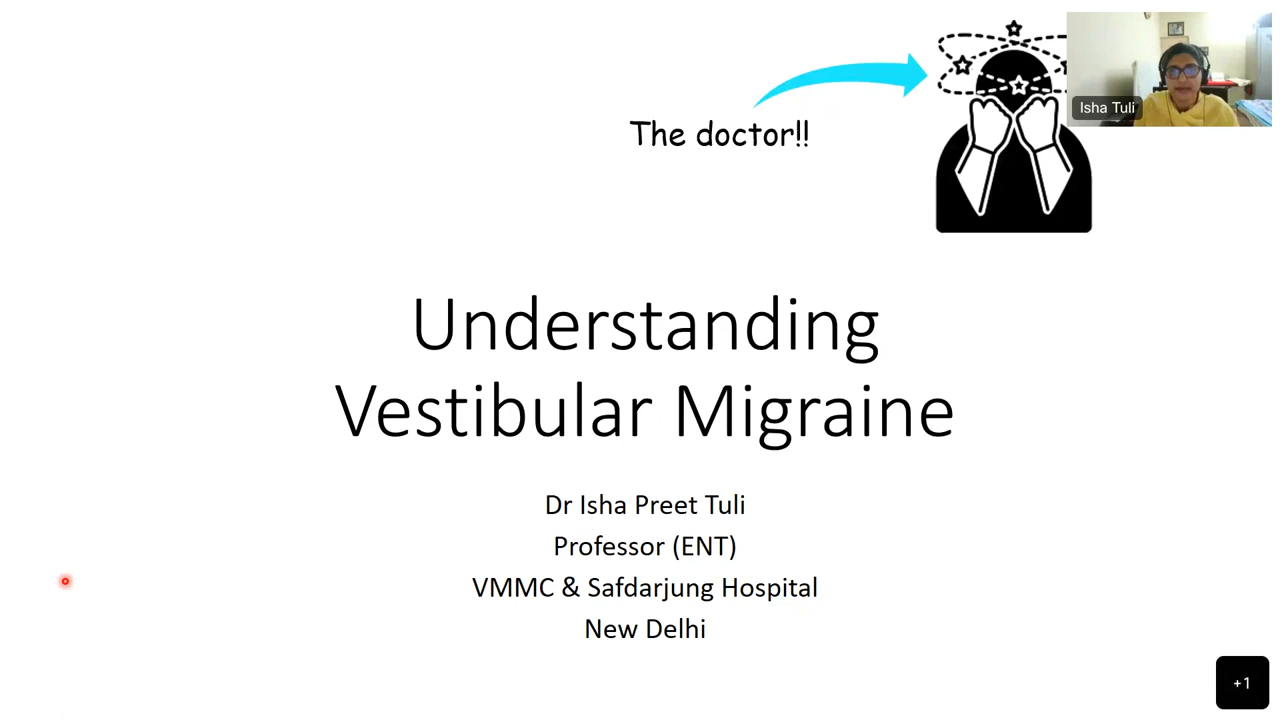 The doctor!!
Isha Tuli
Understanding
Vestibular Migraine
Dr Isha Preet Tuli
Professor (ENT)
VMMC & Safdarjung Hospital
New Delhi
+1